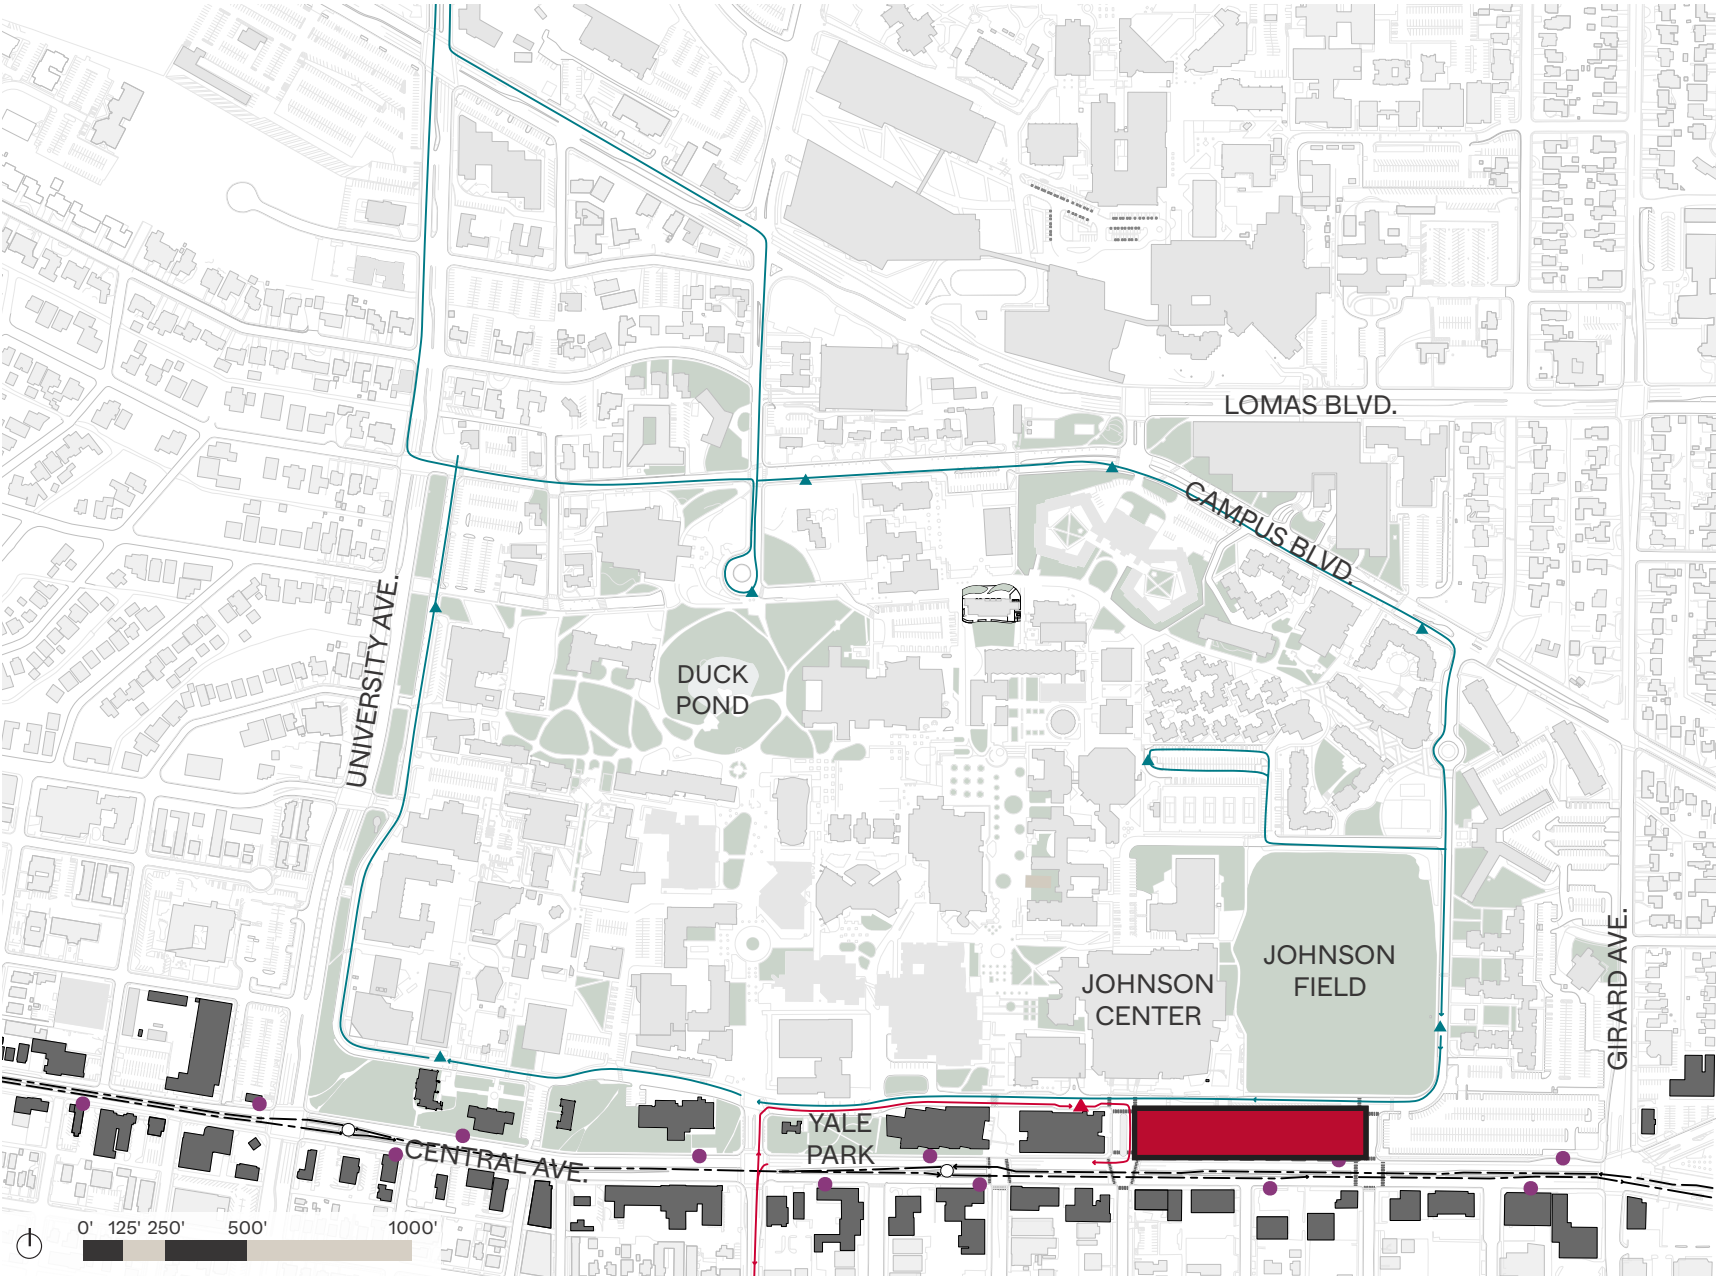 LOMAS BLVD.
CAMPUS BLVD.
UNIVERSITY AVE.
DUCK
POND
JOHNSON
FIELD
JOHNSON
CENTER
GIRARD AVE.
YALE
PARK
CENTRAL AVE.
0' 125' 250' 500' 1000'